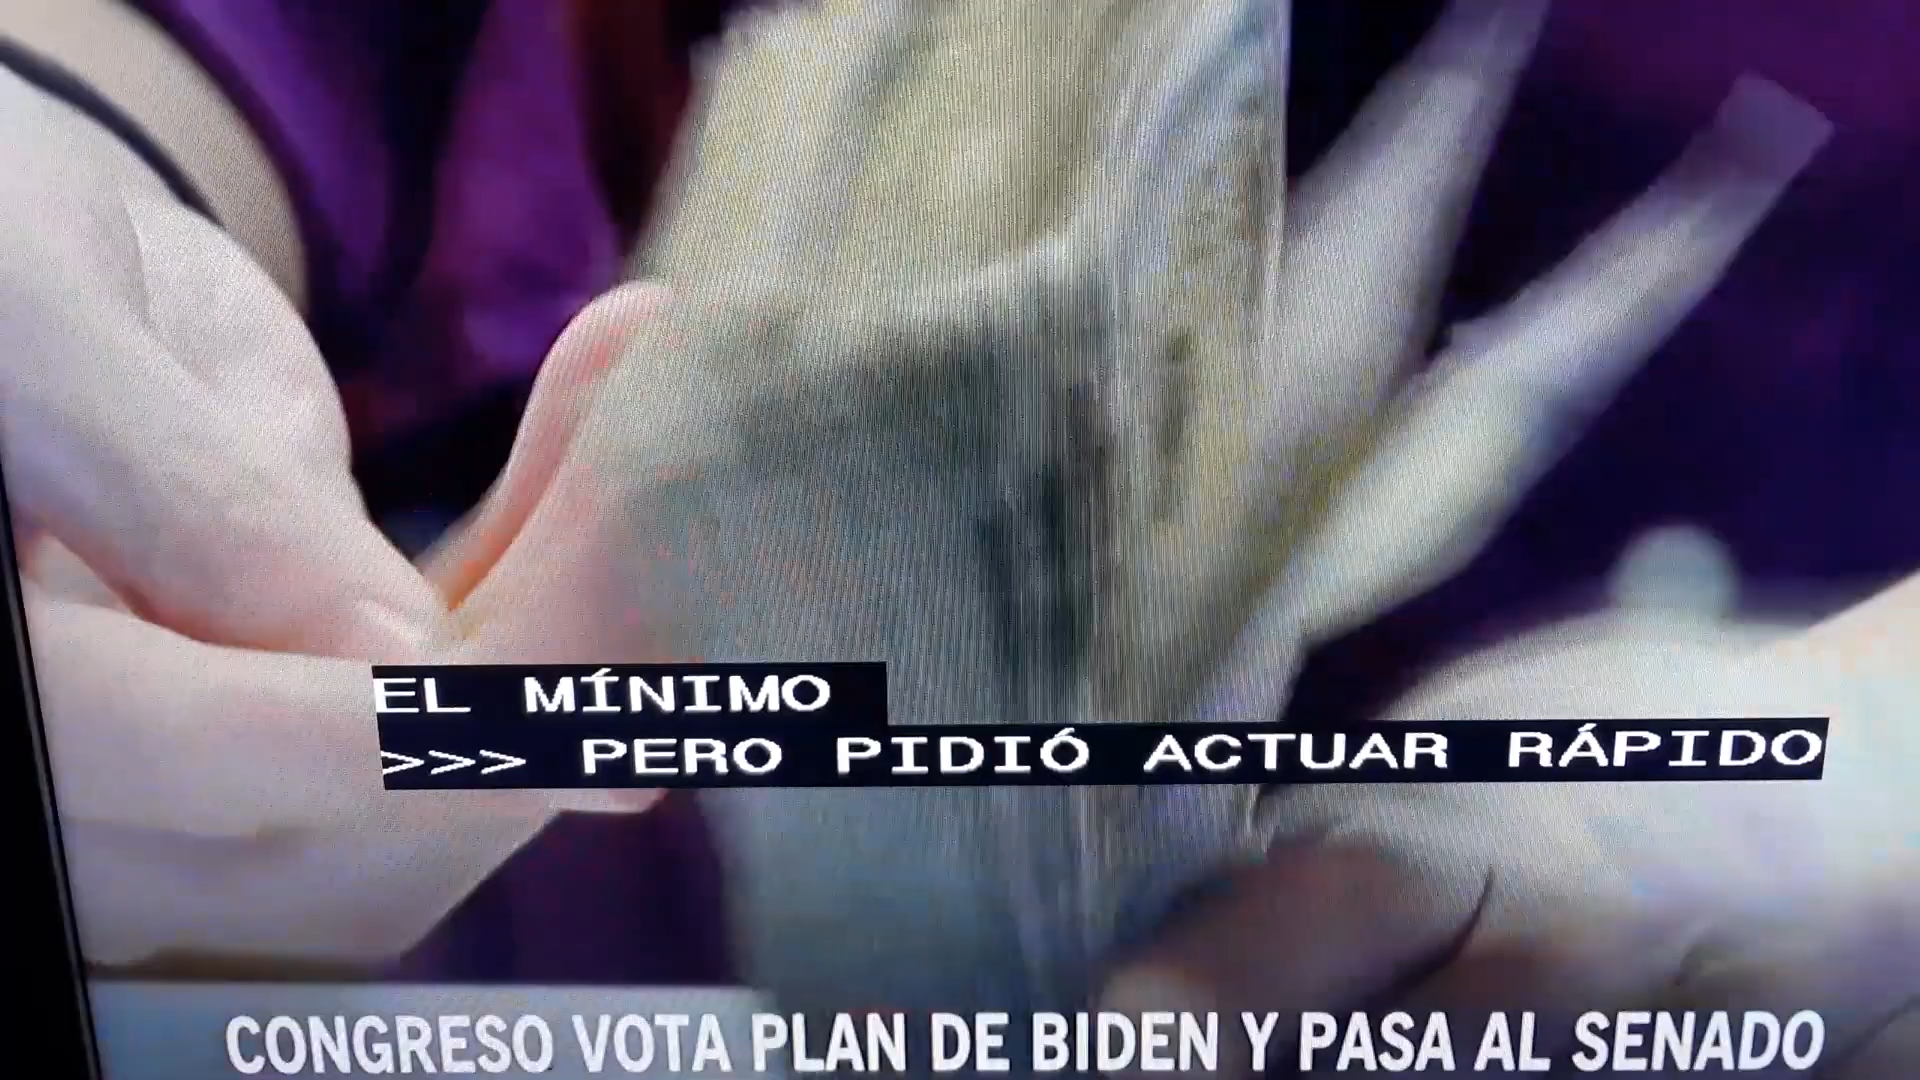 EL MÍNIMO
>>> PERO PIDIÓ ACTUAR RÁPIDO
CONGRESO VOTA PLAN DE BIDEN Y PASA AL SENADO